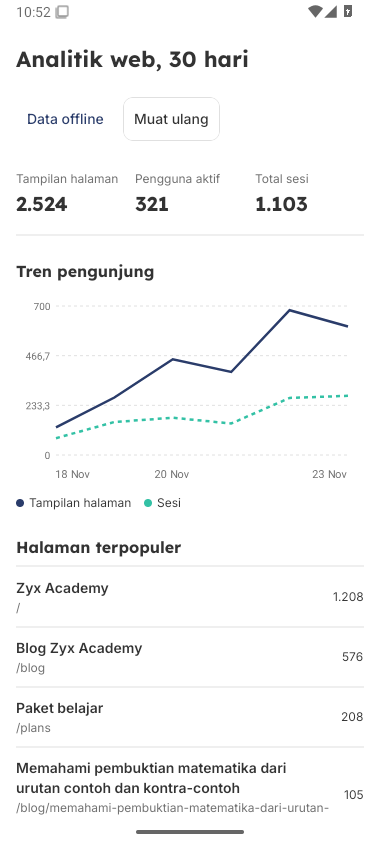 10:52
Analitik web, 30 hari
Data offline
Muat ulang
Tampilan halaman
Pengguna aktif
Total sesi
2.524
321
1.103
Tren pengunjung
700
466,7
233,3
0
18 Nov
20 Nov
23 Nov
Tampilan halaman
Sesi
Halaman terpopuler
Zyx Academy
/
1.208
Blog Zyx Academy
/blog
576
Paket belajar
/plans
208
Memahami pembuktian matematika dari
urutan contoh dan kontra-contoh
/blog/memahami-pembuktian-matematika-dari-urutan-
105